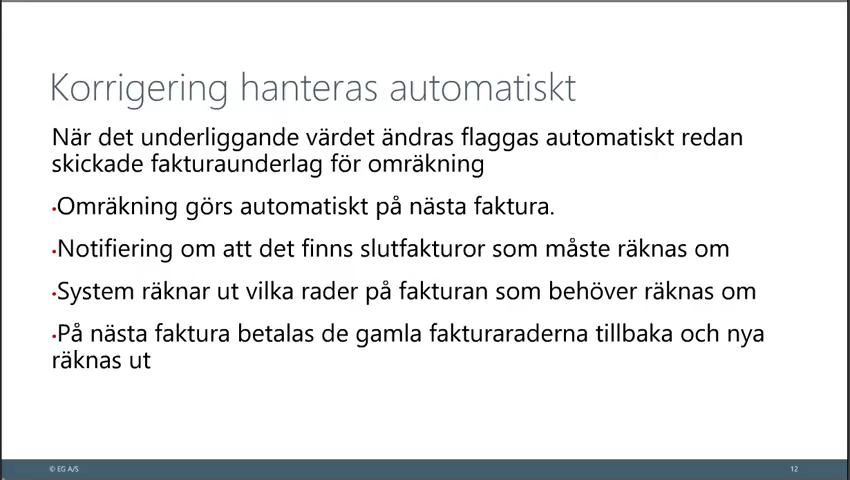 Korrigering hanteras automatiskt
När det underliggande värdet ändras flaggas automatiskt redan
skickade fakturaunderlag för omräkning
•Omräkning görs automatiskt på nästa faktura.
•Notifiering om att det finns slutfakturor som måste räknas om
•System räknar ut vilka rader på fakturan som behöver räknas om
•På nästa faktura betalas de gamla fakturaraderna tillbaka och nya
räknas ut
© EG A/S
12